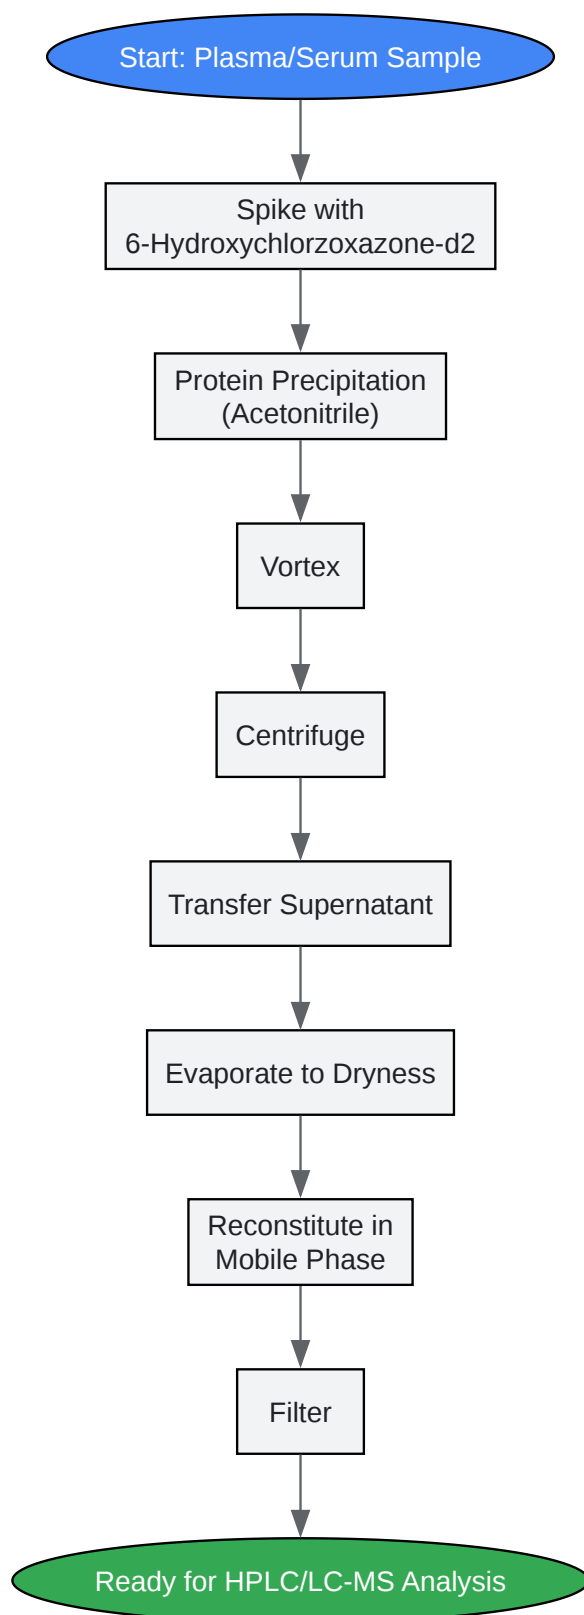 Start: Plasma/Serum Sample
Spike with
6-Hydroxychlorzoxazone-d2
Protein Precipitation
(Acetonitrile)
Vortex
Centrifuge
Transfer Supernatant
Evaporate to Dryness
Reconstitute in
Mobile Phase
Filter
Ready for HPLC/LC-MS Analysis